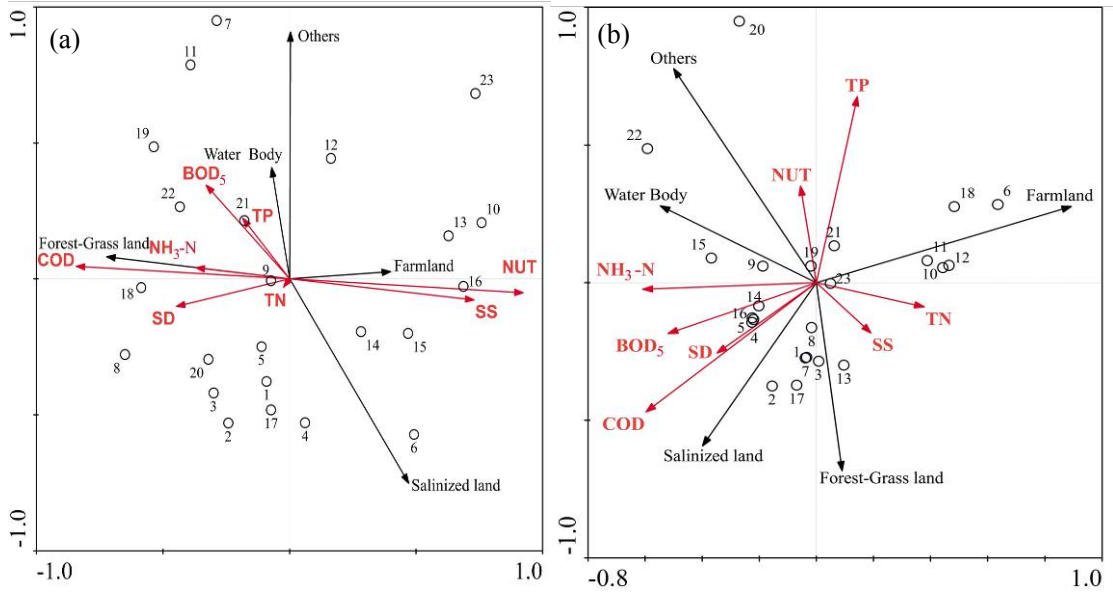 1.0
(a)
7
Others
11
23
19
12
Water Body
BOD5
22
21
TP
13
10
Forest-Grass land
NH3-N
COD
9
Farmland
NUT
16
18
TN
SS
SD
14
15
8
5
20
1
3
17
2
4
6
Salinized land
-1.0
-1.0
1.0
1.0
(b)
20
Others
TP
22
NUT
18
6
Farmland
Water Body
21
15
11
9
19
12
10
NH3-N
23
14
TN
16
5
4
BOD5
SS
SD
8
1
7
3
13
2
17
COD
Salinized land
Forest-Grass land
-1.0
-0.8
1.0